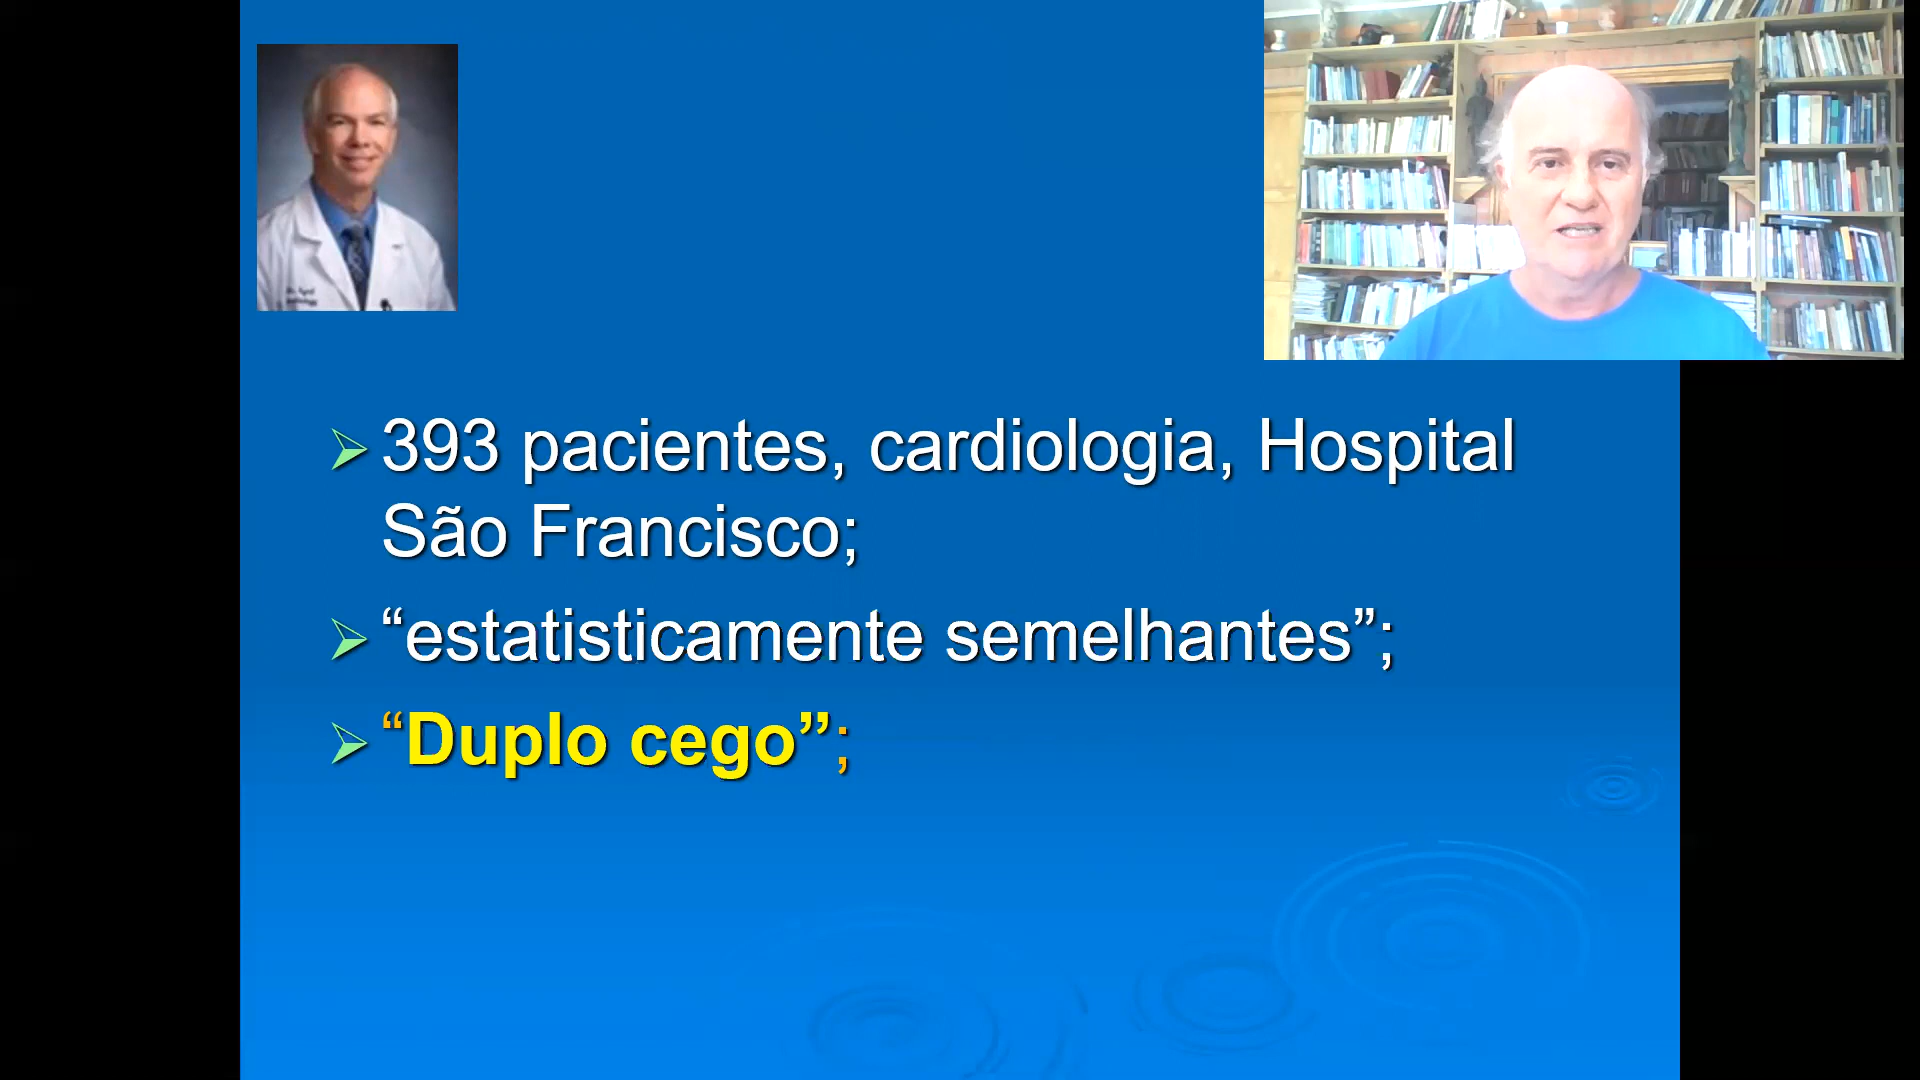 393 pacientes, cardiologia, Hospital
São Francisco;
“estatisticamente semelhantes”;
“Duplo cego”;